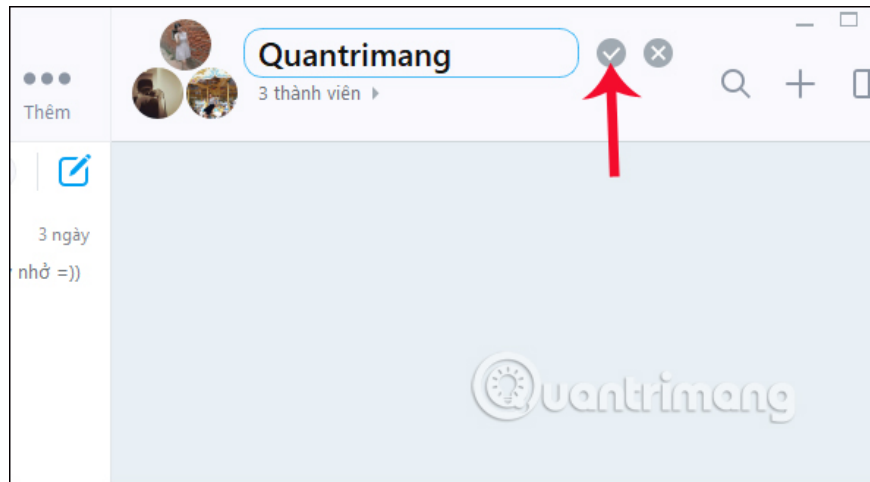 Quantrimang
3 thành viên
Thêm
3 ngày
nhở =))
Quantrimang